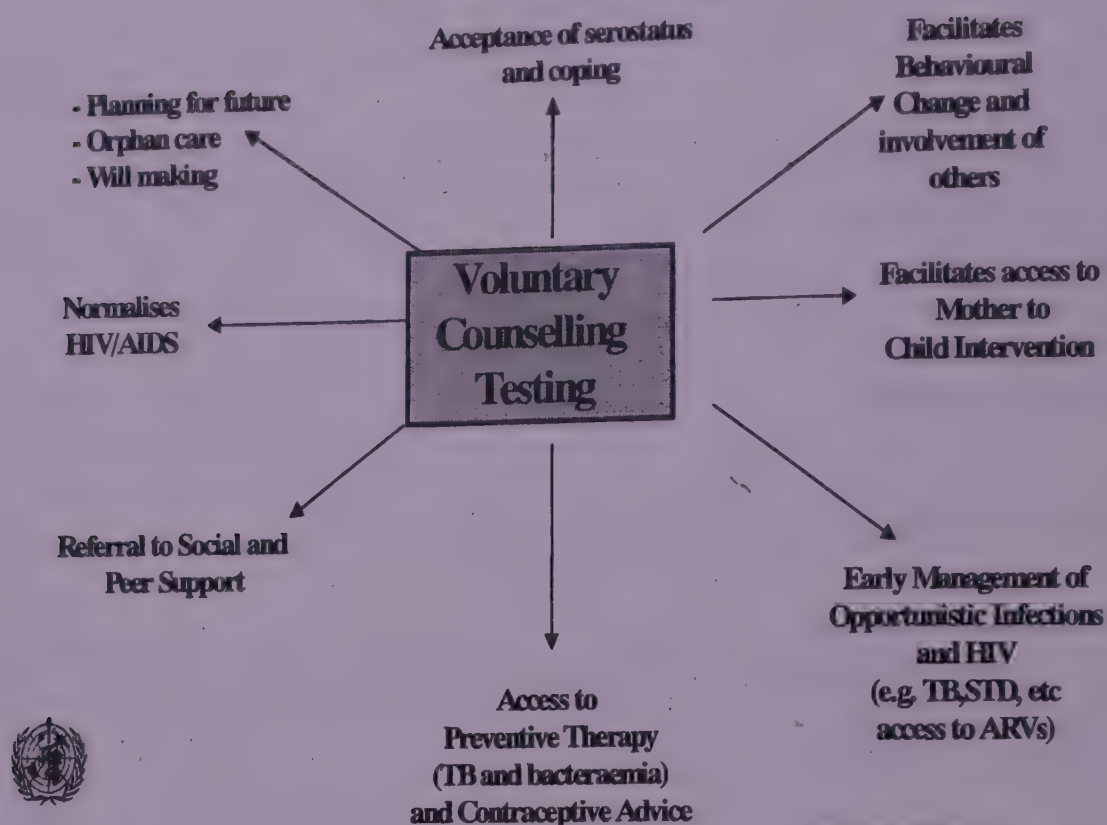 Acceptance of serostatus
and coping
Facilitates
Behavioural
Change and
involvement of
others
- Planning for future
- Orphan care
- Will making
Voluntary
Counselling
Testing
Normalises
HIV/AIDS
Facilitates access to
Mother to
Child Intervention
Referral to Social and
Peer Support
Early Management of
Opportunistic Infections
and HIV
(e.g. TB,STD, etc
access to ARVs)
Access to
Preventive Therapy
(TB and bacteraemia)
and Contraceptive Advice